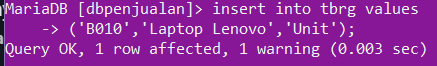 MariaDB [dbpenjualan]> insert into tbrg values
    -> ('B010','Laptop Lenovo','Unit');
Query OK, 1 row affected, 1 warning (0.003 sec)